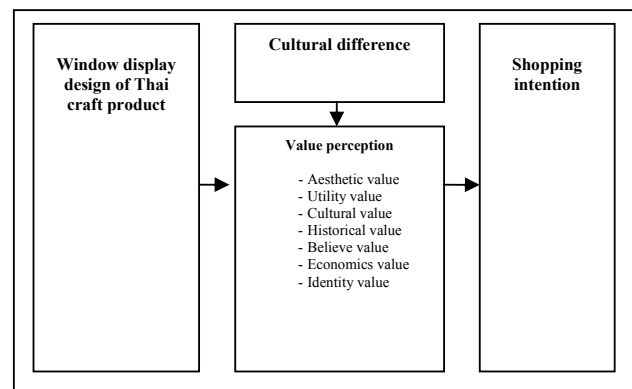 Window display
design of Thai
craft product
Cultural difference
Value perception
- Aesthetic value
- Utility value
- Cultural value
- Historical value
- Believe value
- Economics value
- Identity value
Shopping
intention